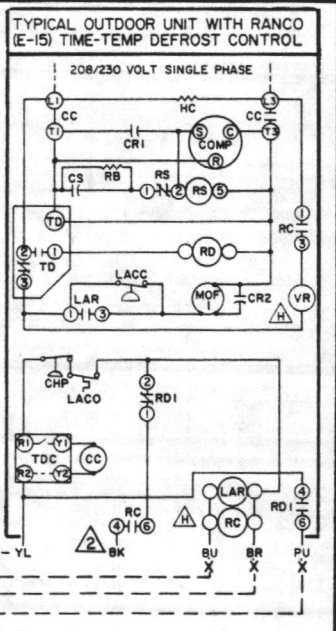 TYPICAL OUTDOOR UNIT WITH RANCO
(E-15) TIME-TEMP DEFROST CONTROL
208/230 VOLT SINGLE PHASE
L1 HC L3
CC CC
T1 CR1 S C T3
COMP
R
RB RS
CS 1 2 RS 5
TD 1
RC
2 1 RD 3
TD
3 LACC
LAR MOF CR2 H VR
1 3 1
CHP 2
LACO RD1
1
R1 Y1
TDC CC
R2 Y2
LAR 4
RC H RD1
4 6 RC 6
2
YL BK BU BR PU
X X X